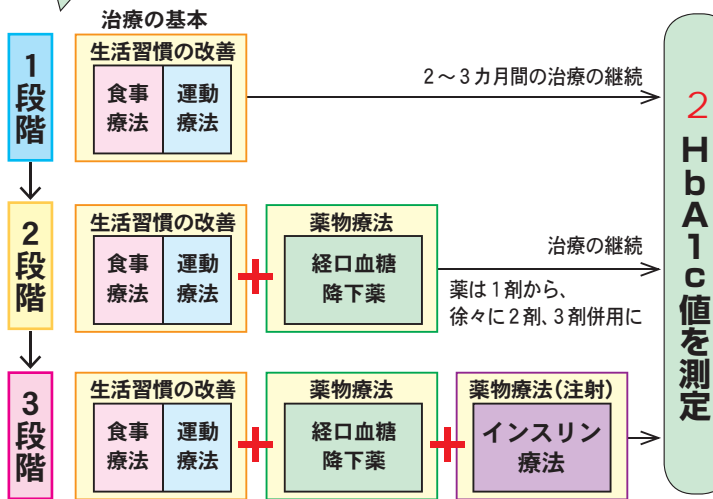 治療の基本
1段階
生活習慣の改善
食事
療法
運動
療法
2～3カ月間の治療の継続
2段階
生活習慣の改善
食事
療法
運動
療法
+
薬物療法
経口血糖
降下薬
治療の継続
薬は1剤から、
徐々に2剤、3剤併用に
3段階
生活習慣の改善
食事
療法
運動
療法
+
薬物療法
経口血糖
降下薬
+
薬物療法(注射)
インスリン
療法
2
HbA1c値を測定